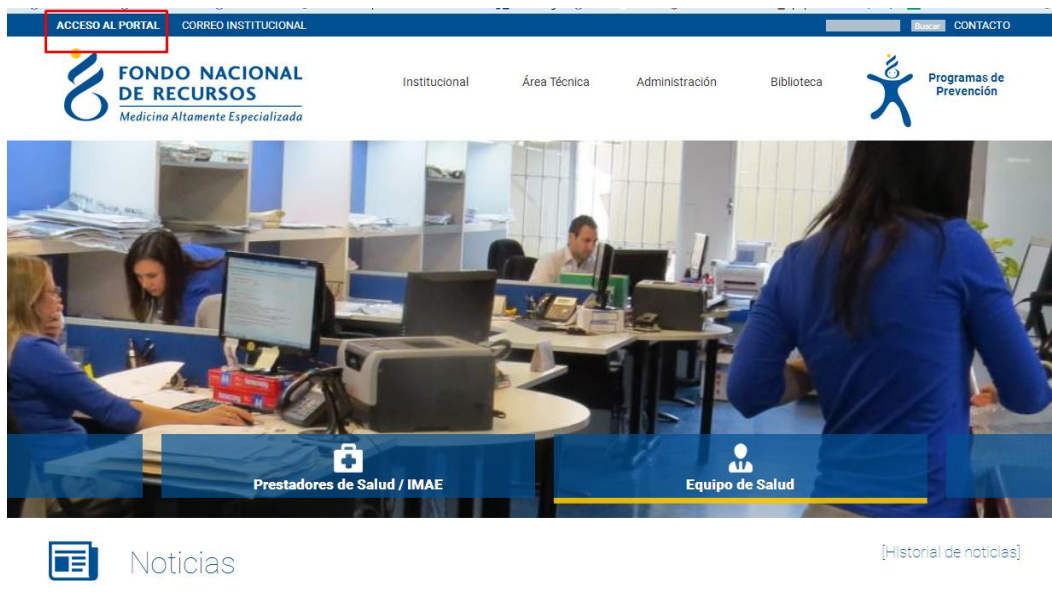 ACCESO AL PORTAL
CORREO INSTITUCIONAL
Buscar
CONTACTO
FONDO NACIONAL
DE RECURSOS
Medicina Altamente Especializada
Institucional
Área Técnica
Administración
Biblioteca
Programas de
Prevención
Prestadores de Salud / IMAE
Equipo de Salud
Noticias
[Historial de noticias]